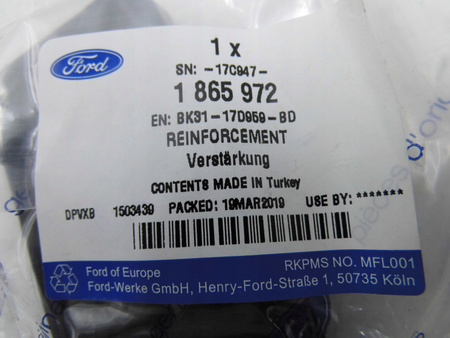 Ford
1 x
SN: -17C947-
1 865 972
EN: BK31-17D959-BD
REINFORCEMENT
Verstärkung
CONTENTS MADE IN Turkey
DPVXB 1503439 PACKED: 19MAR2019 USE BY: *******
Ford of Europe
RKPMS NO. MFL001
Ford-Werke GmbH, Henry-Ford-Straße 1, 50735 Köln
pièces d'ori